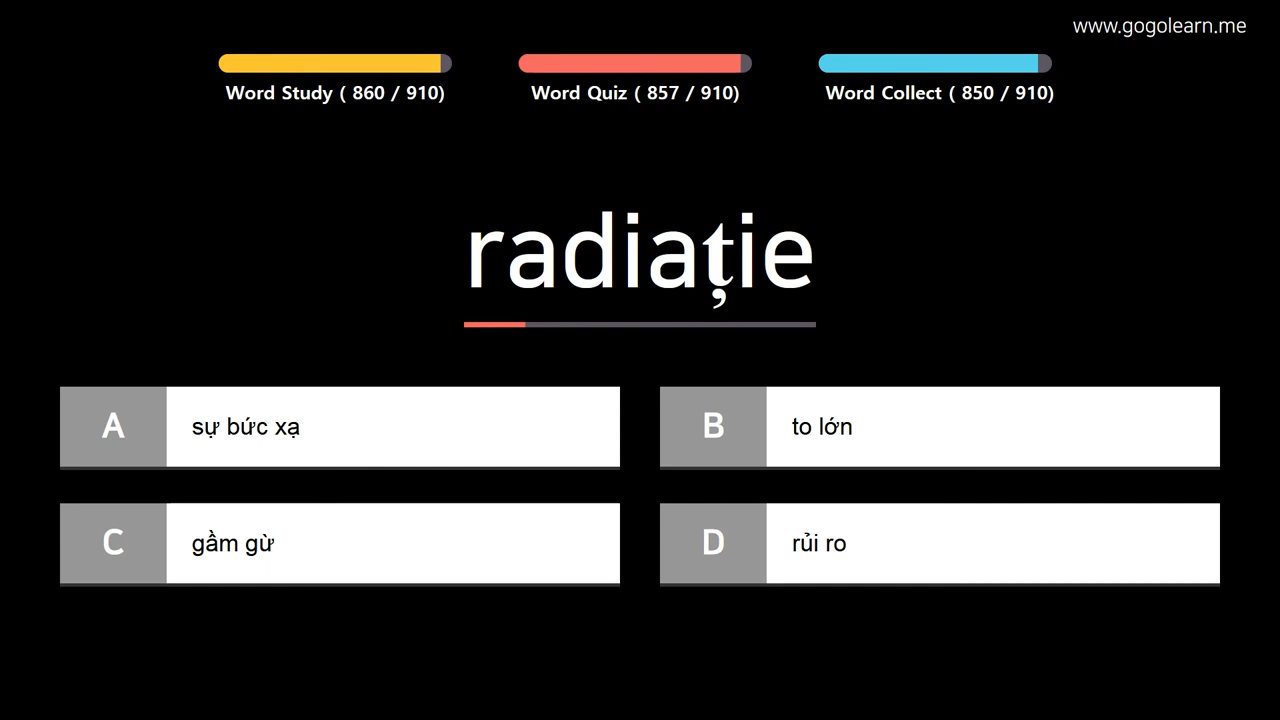 www.gogolearn.me
Word Study ( 860 / 910)
Word Quiz ( 857 / 910)
Word Collect ( 850 / 910)
radiație
A sự bức xạ
B to lớn
C gầm gừ
D rủi ro